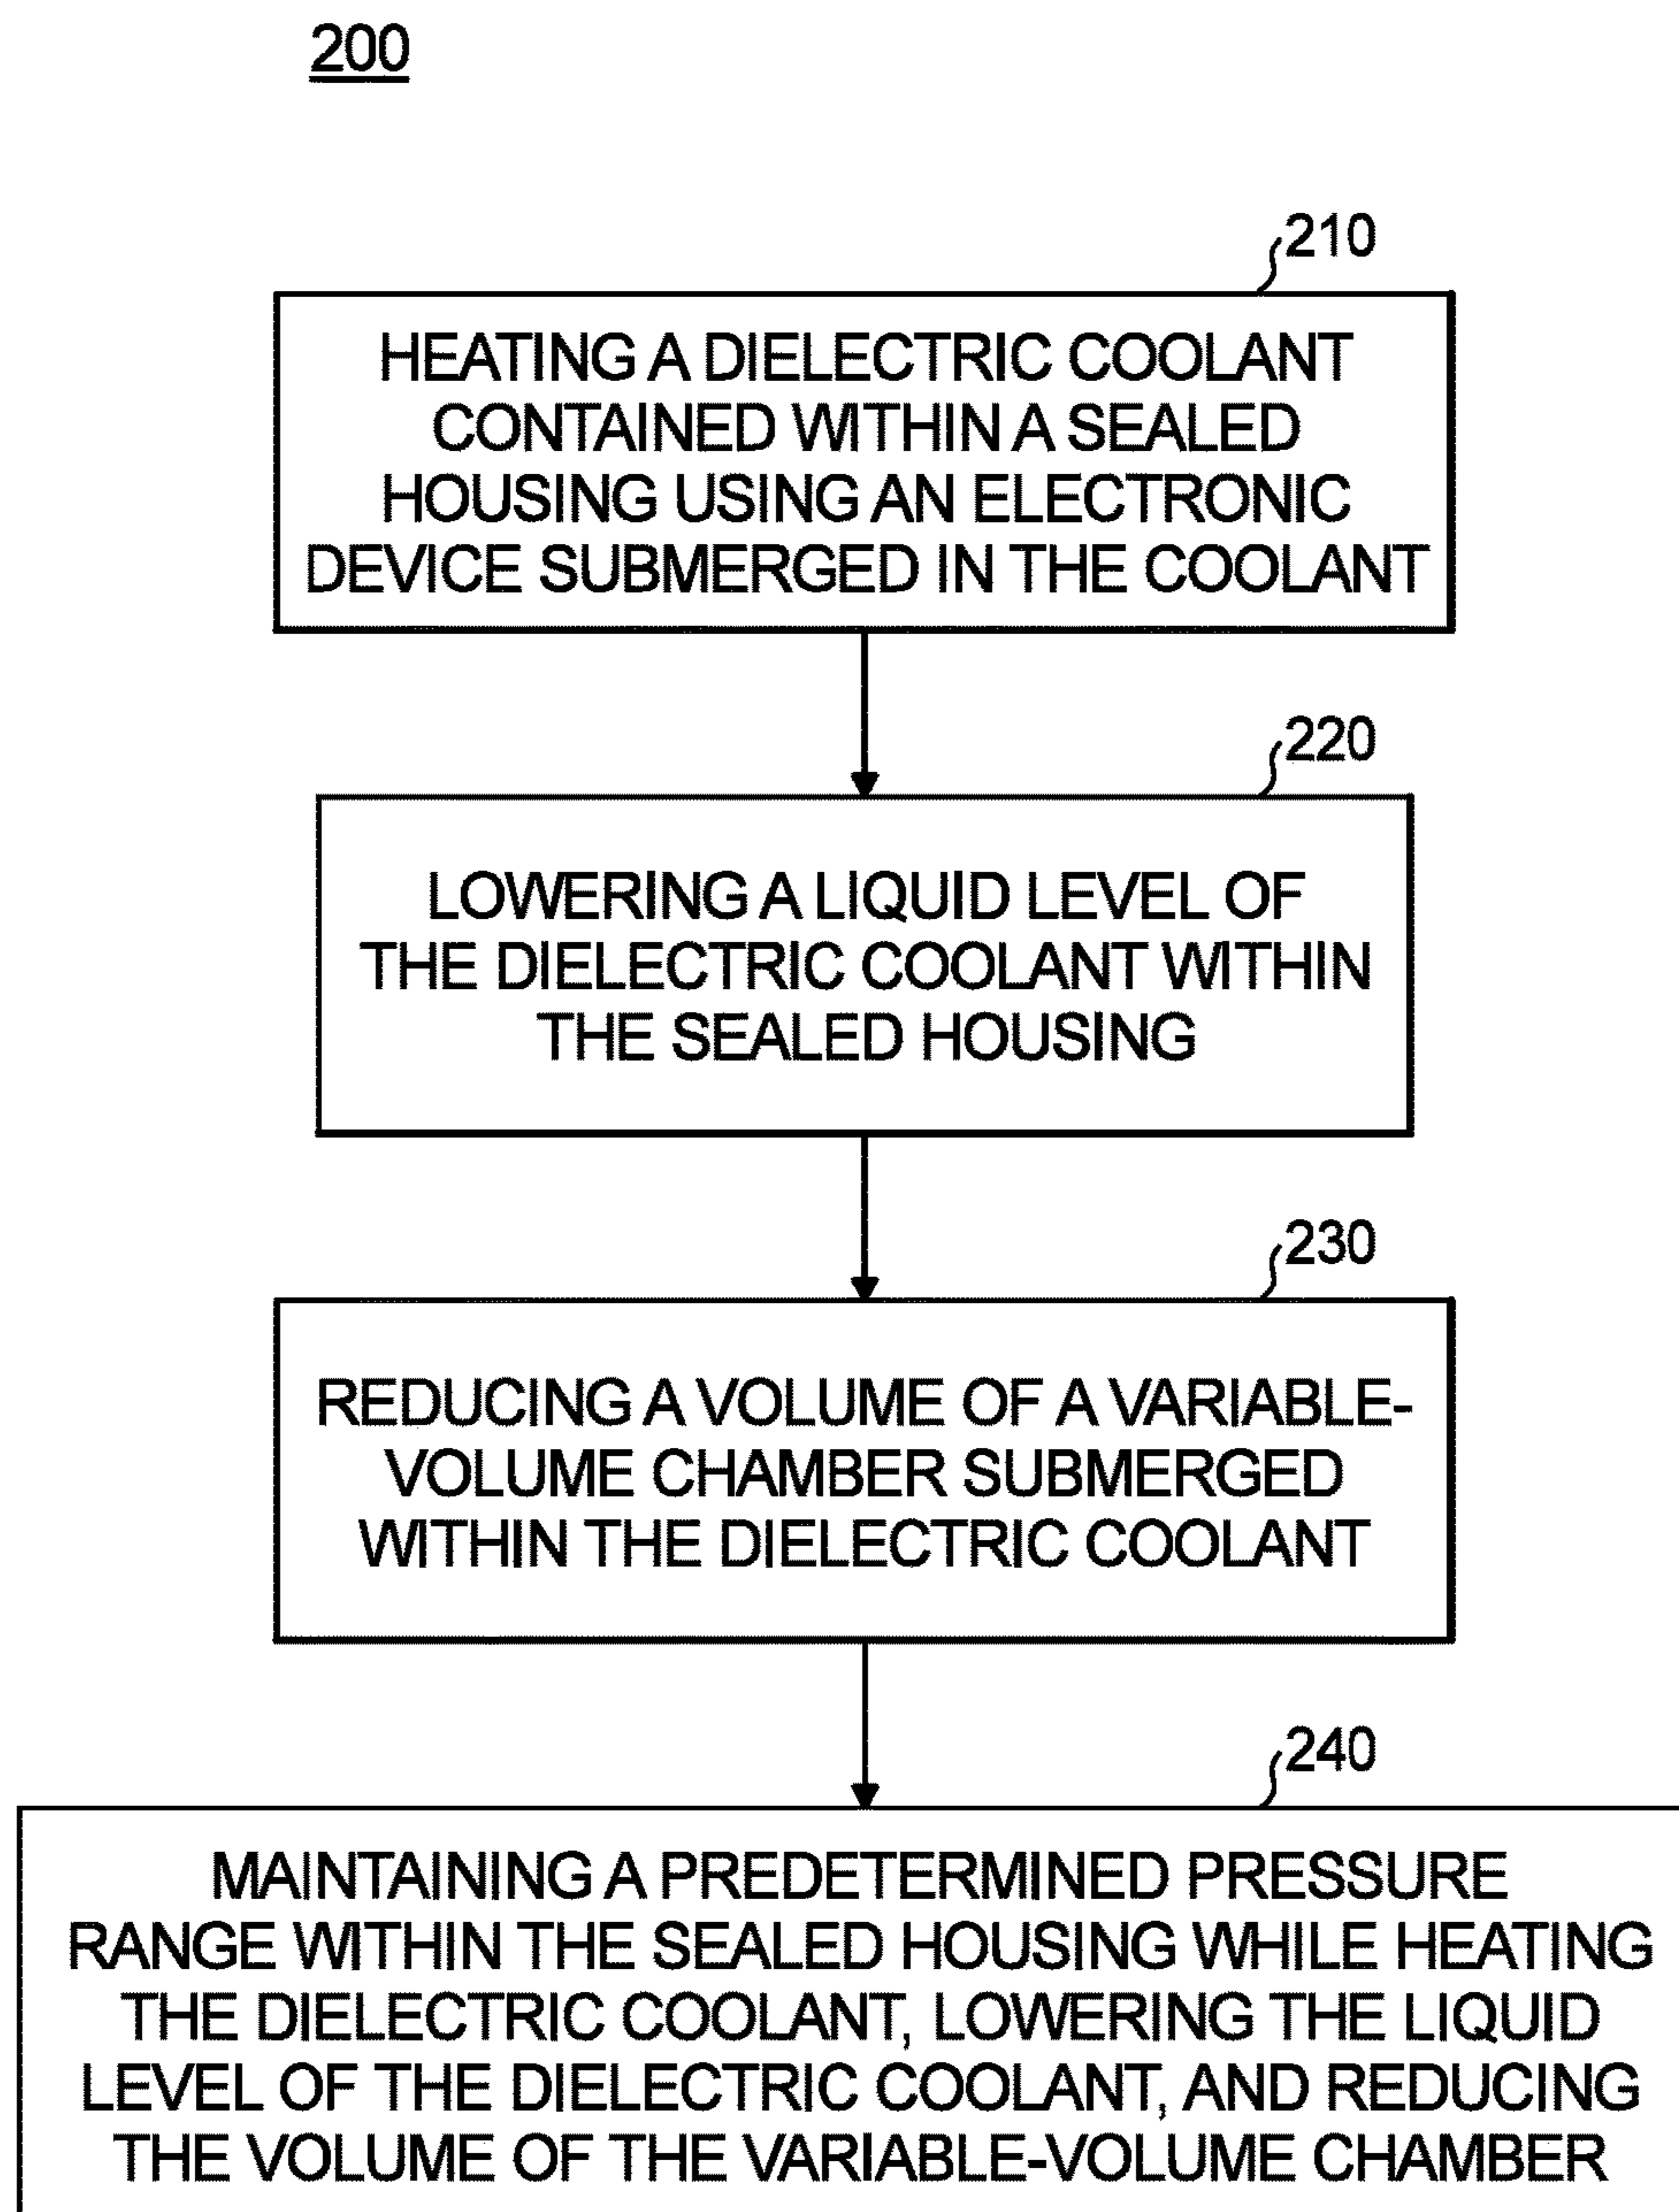 200
210
HEATING A DIELECTRIC COOLANT
CONTAINED WITHIN A SEALED
HOUSING USING AN ELECTRONIC
DEVICE SUBMERGED IN THE COOLANT
220
LOWERING A LIQUID LEVEL OF
THE DIELECTRIC COOLANT WITHIN
THE SEALED HOUSING
230
REDUCING A VOLUME OF A VARIABLE-
VOLUME CHAMBER SUBMERGED
WITHIN THE DIELECTRIC COOLANT
240
MAINTAINING A PREDETERMINED PRESSURE
RANGE WITHIN THE SEALED HOUSING WHILE HEATING
THE DIELECTRIC COOLANT, LOWERING THE LIQUID
LEVEL OF THE DIELECTRIC COOLANT, AND REDUCING
THE VOLUME OF THE VARIABLE-VOLUME CHAMBER